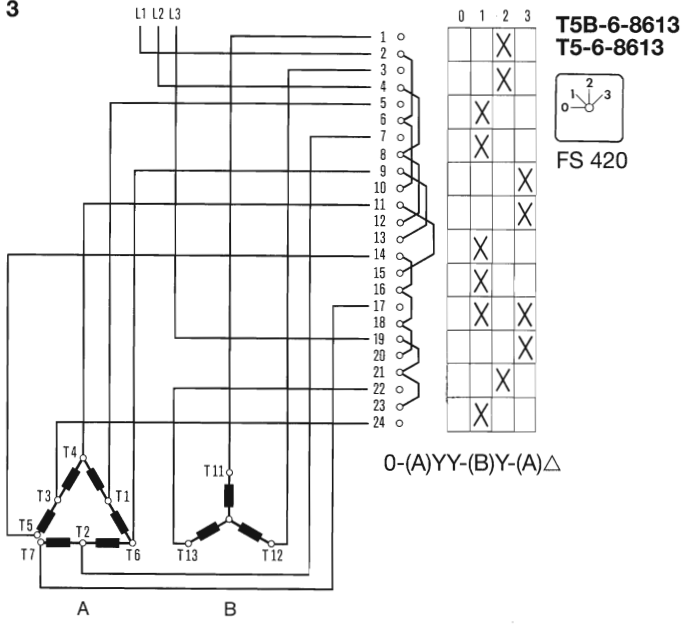 3
L1 L2 L3
0 1 2 3
T5B-6-8613
T5-6-8613
1
2
3
4
5
6
7
8
9
10
11
12
13
14
15
16
17
18
19
20
21
22
23
24
X
X
X
X
X
X
X
X
X X
X
X
X
0 1 2 3
FS 420
0-(A)YY-(B)Y-(A)△
T4
T3 T1
T5 T2
T7 T6
T11
T13 T12
A B